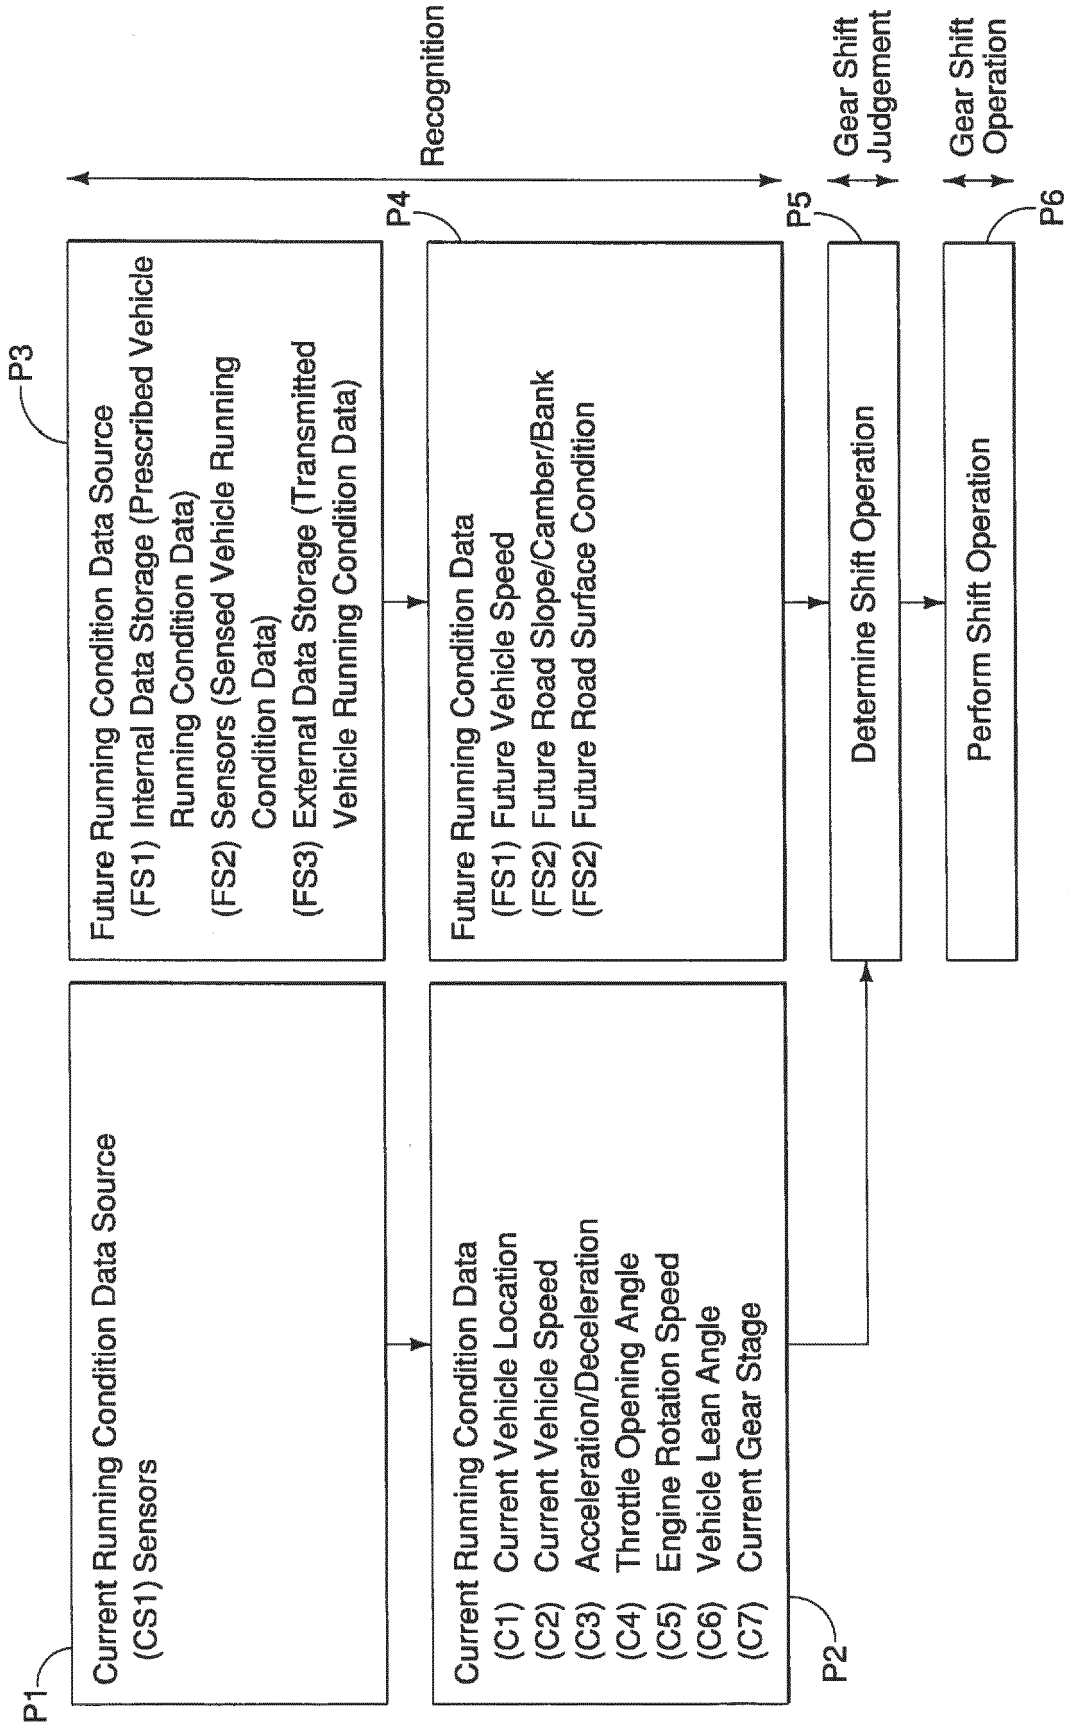 P1
Current Running Condition Data Source
(CS1) Sensors
P3
Future Running Condition Data Source
(FS1) Internal Data Storage (Prescribed Vehicle
Running Condition Data)
(FS2) Sensors (Sensed Vehicle Running
Condition Data)
(FS3) External Data Storage (Transmitted
Vehicle Running Condition Data)
Recognition
P2
Current Running Condition Data
(C1) Current Vehicle Location
(C2) Current Vehicle Speed
(C3) Acceleration/Deceleration
(C4) Throttle Opening Angle
(C5) Engine Rotation Speed
(C6) Vehicle Lean Angle
(C7) Current Gear Stage
P4
Future Running Condition Data
(FS1) Future Vehicle Speed
(FS2) Future Road Slope/Camber/Bank
(FS2) Future Road Surface Condition
P5
Determine Shift Operation
Gear Shift
Judgement
Perform Shift Operation
P6
Gear Shift
Operation